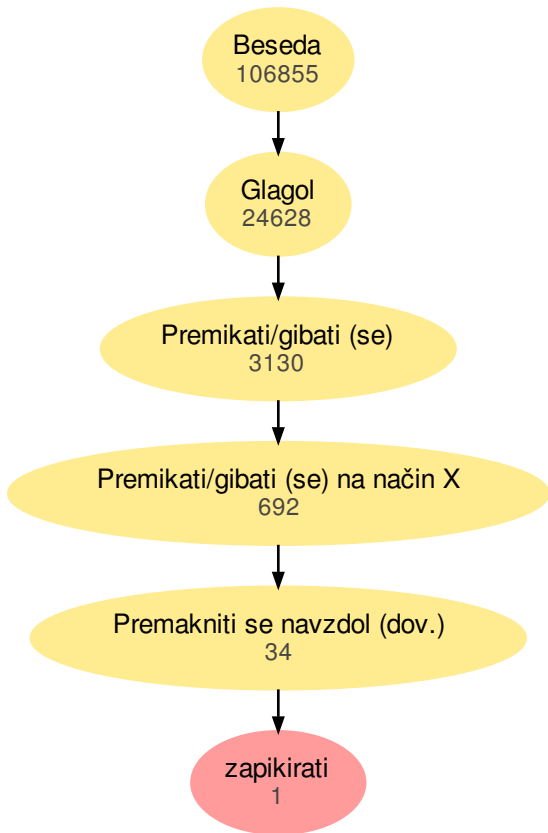 Beseda
106855
Glagol
24628
Premikati/gibati (se)
3130
Premikati/gibati (se) na način X
692
Premakniti se navzdol (dov.)
34
zapikirati
1